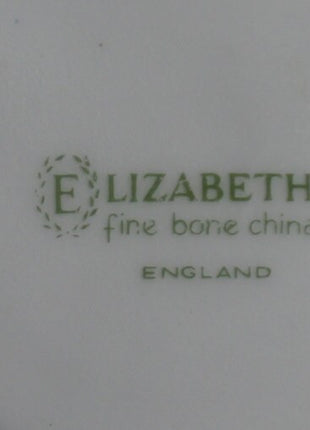 ELIZABETH
fine bone china
ENGLAND